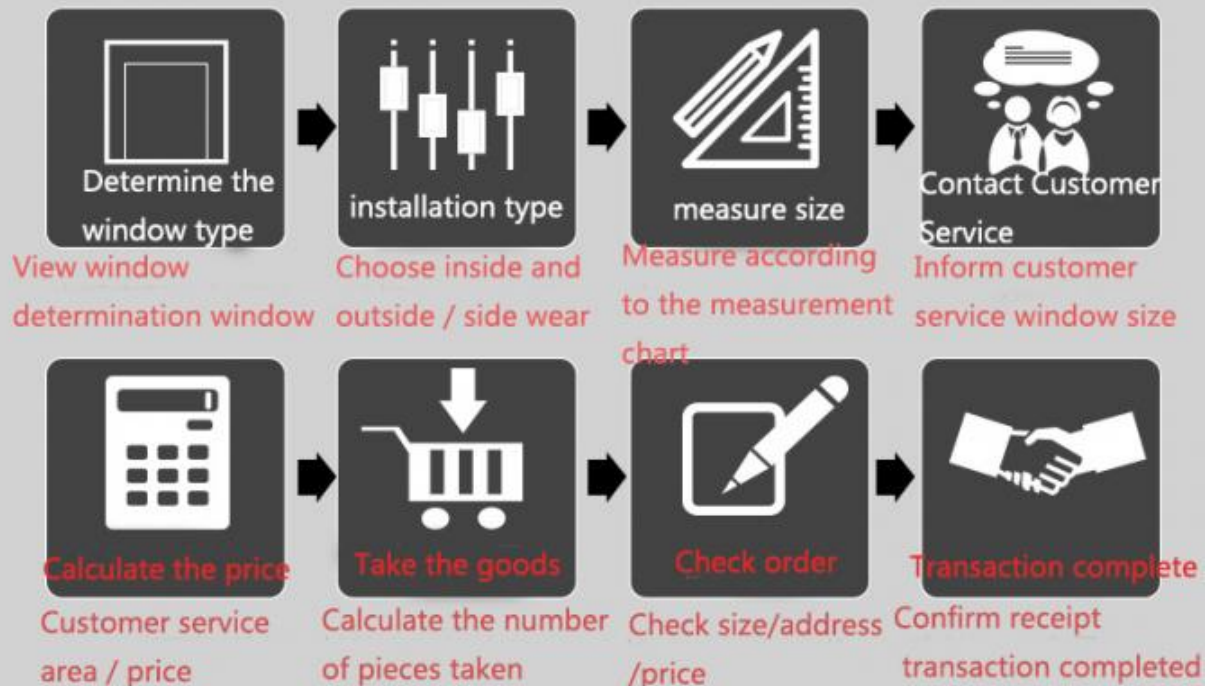 Determine the
window type
View window
determination window
installation type
Choose inside and
outside / side wear
measure size
Measure according
to the measurement
chart
Contact Customer
Service
Inform customer
service window size
Calculate the price
Customer service
area / price
Take the goods
Calculate the number
of pieces taken
Check order
Check size/address
/price
Transaction complete
Confirm receipt
transaction completed